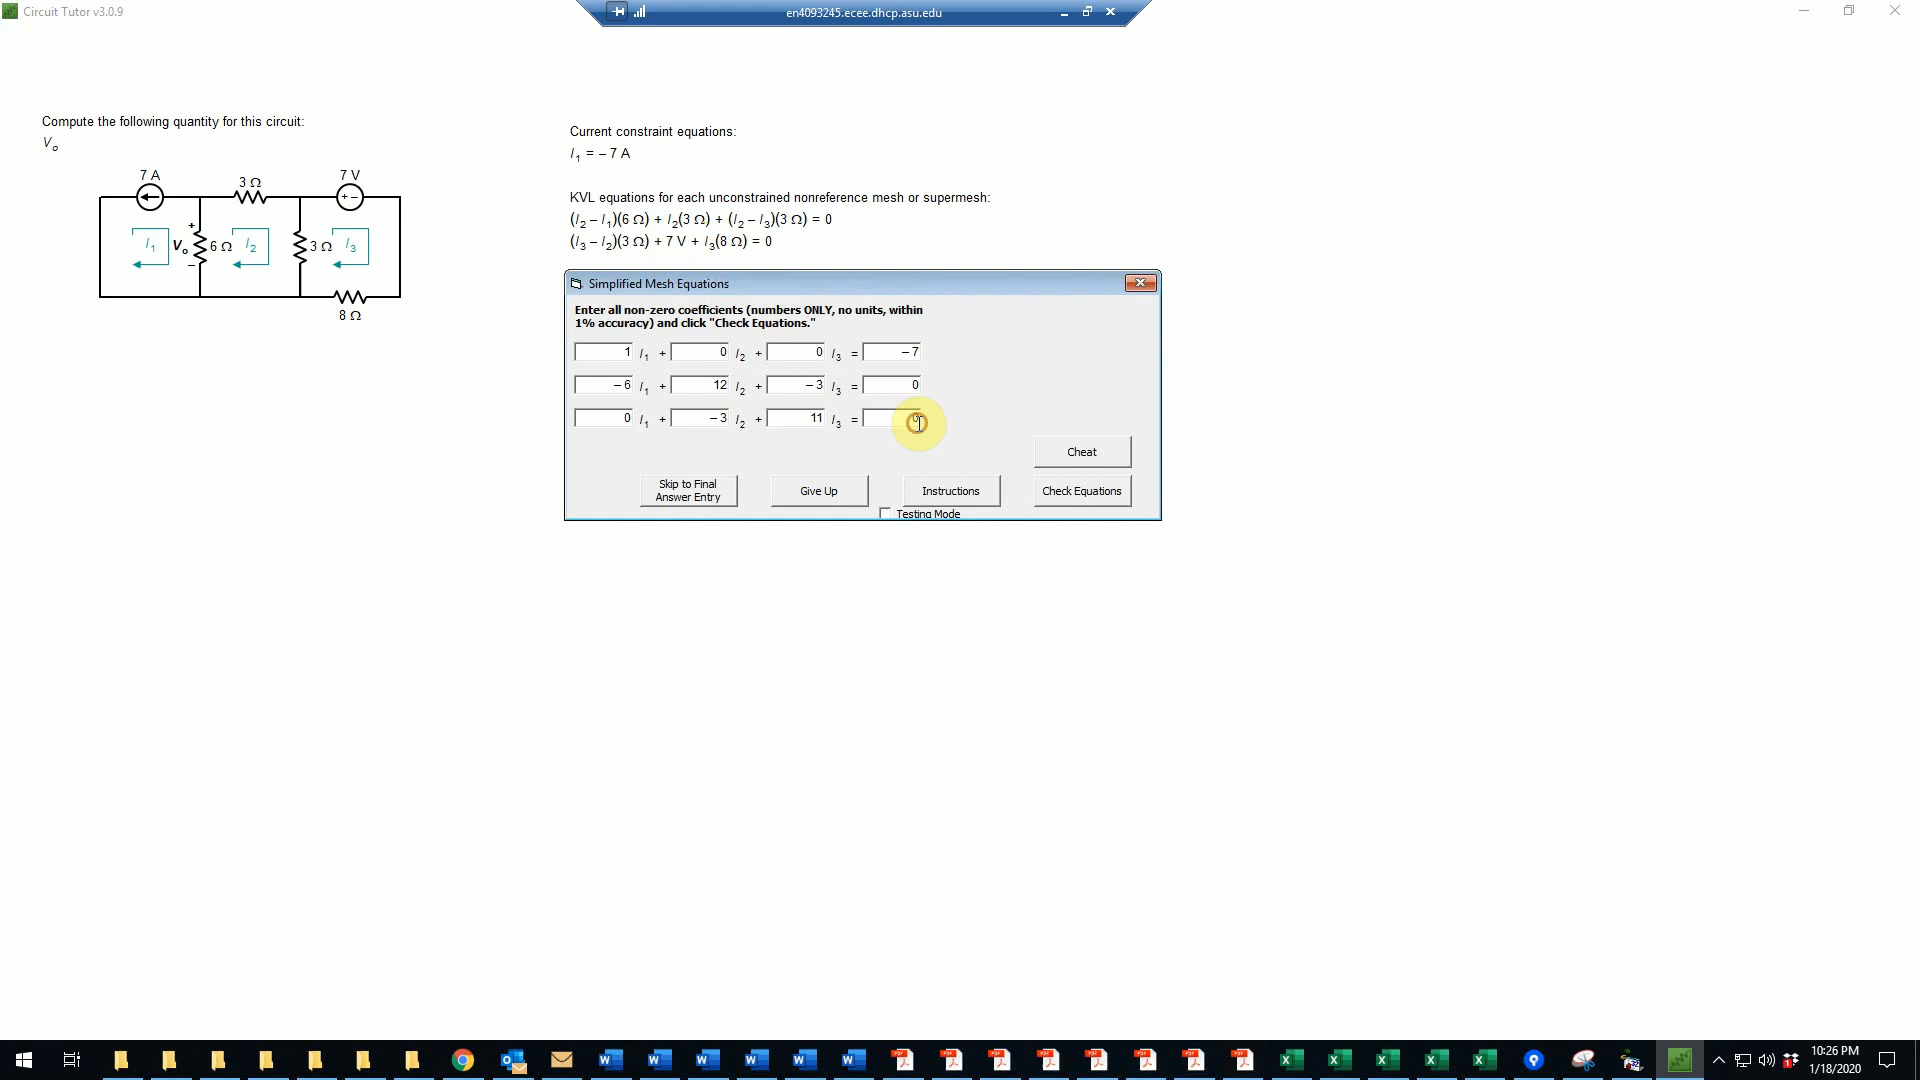 Circuit Tutor v3.0.9
en4093245.ecee.dhcp.asu.edu
Compute the following quantity for this circuit:
Vo
7 A
3 Ω
7 V
+ −
+
I1
Vo
6 Ω
I2
3 Ω
I3
−
8 Ω
Current constraint equations:
I1 = – 7 A
KVL equations for each unconstrained nonreference mesh or supermesh:
(I2 – I1)(6 Ω) + I2(3 Ω) + (I2 – I3)(3 Ω) = 0
(I3 – I2)(3 Ω) + 7 V + I3(8 Ω) = 0
Simplified Mesh Equations
Enter all non-zero coefficients (numbers ONLY, no units, within
1% accuracy) and click "Check Equations."
1 I1 + 0 I2 + 0 I3 = – 7
– 6 I1 + 12 I2 + – 3 I3 = 0
0 I1 + – 3 I2 + 11 I3 = 0
Cheat
Skip to Final
Answer Entry
Give Up
Instructions
Check Equations
Testing Mode
10:26 PM
1/18/2020